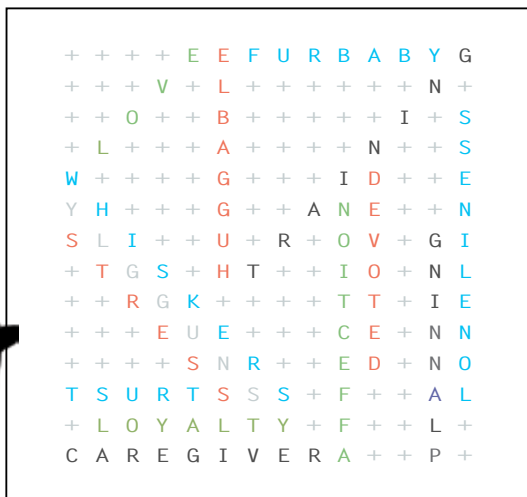 + + + + E E F U R B A B Y G
+ + + V + L + + + + + + N +
+ + O + + B + + + + + I + S
+ L + + + A + + + + N + + S
W + + + + G + + + I D + + E
Y H + + + G + + A N E + + N
S L I + + U + R + O V + G I
+ T G S + H T + + I O + N L
+ + R G K + + + + T T + I E
+ + + E U E + + + C E + N N
+ + + + S N R + + E D + N O
T S U R T S S S + F + + A L
+ L O Y A L T Y + F + + L +
C A R E G I V E R A + + P +